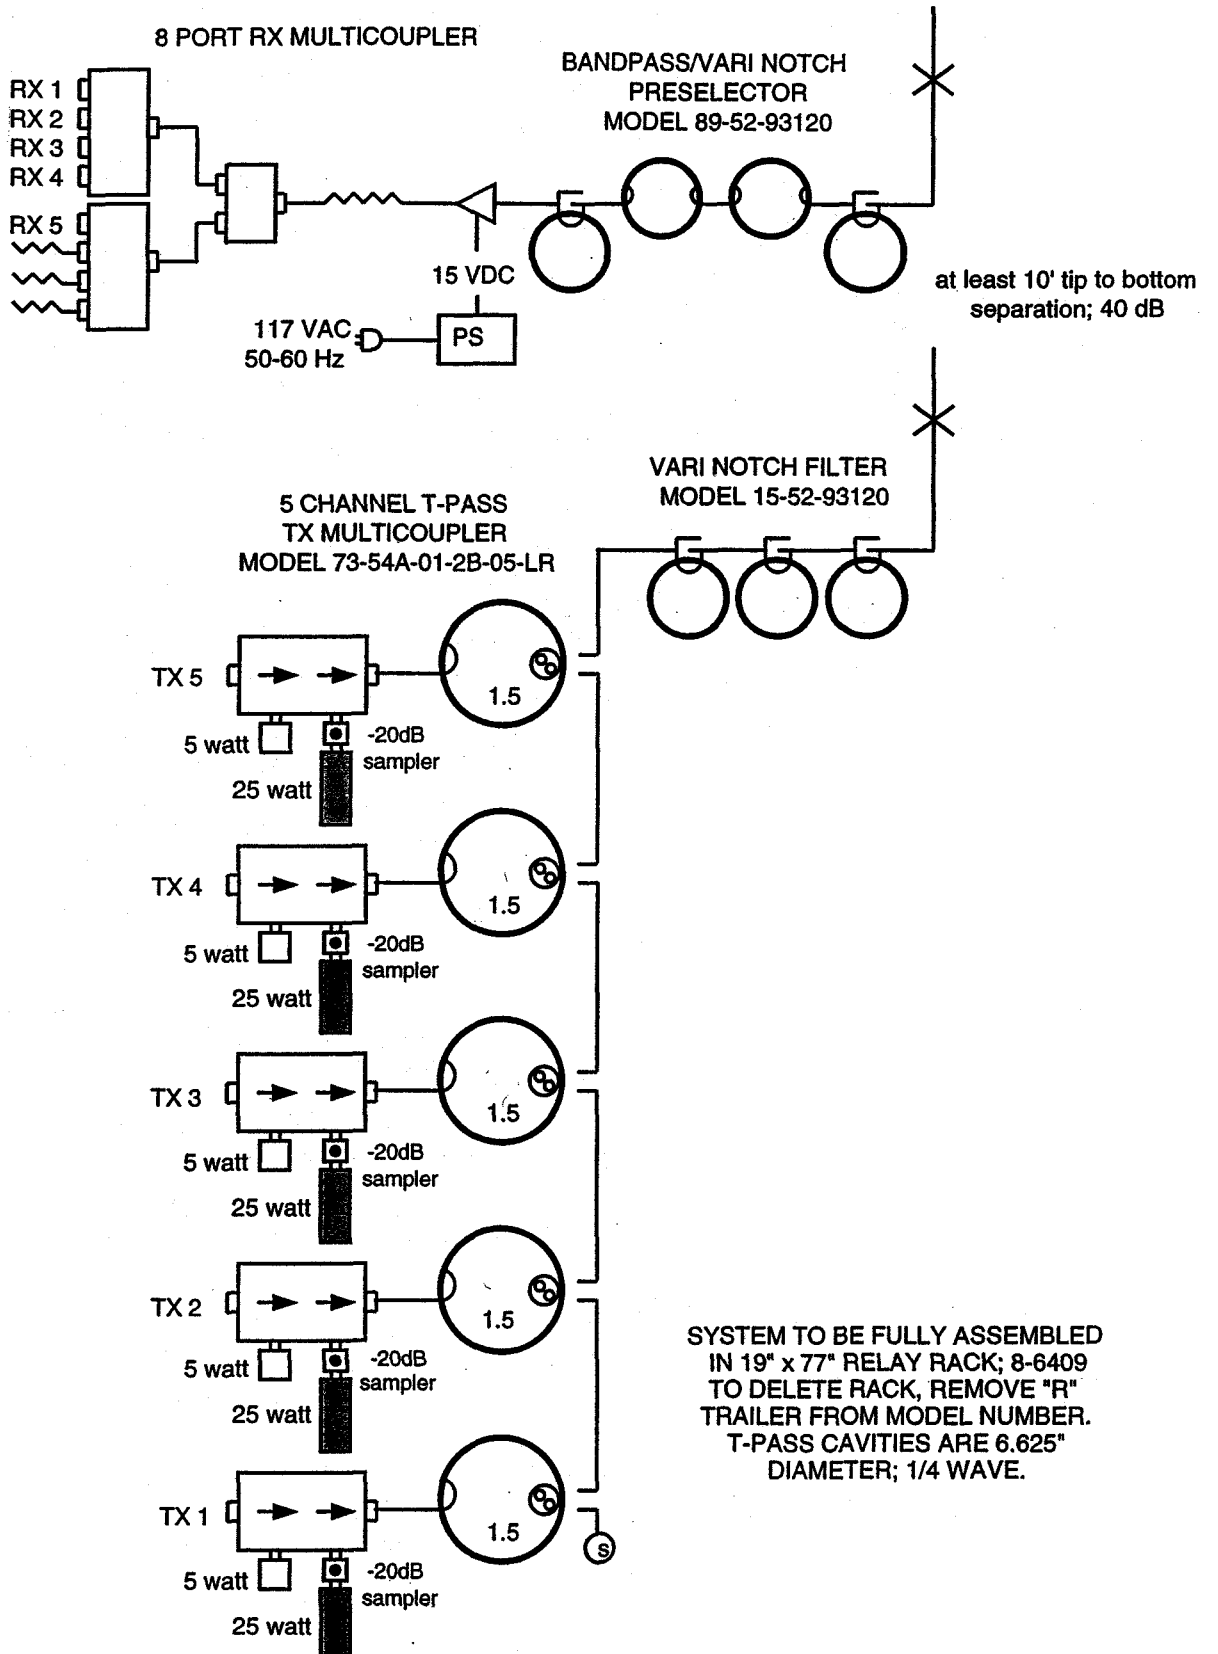 8 PORT RX MULTICOUPLER
RX 1
RX 2
RX 3
RX 4
RX 5
BANDPASS/VARI NOTCH
PRESELECTOR
MODEL 89-52-93120
15 VDC
117 VAC
50-60 Hz
PS
at least 10' tip to bottom
separation; 40 dB
VARI NOTCH FILTER
MODEL 15-52-93120
5 CHANNEL T-PASS
TX MULTICOUPLER
MODEL 73-54A-01-2B-05-LR
TX 5
1.5
5 watt
-20dB
sampler
25 watt
TX 4
1.5
5 watt
-20dB
sampler
25 watt
TX 3
1.5
5 watt
-20dB
sampler
25 watt
TX 2
1.5
5 watt
-20dB
sampler
25 watt
TX 1
1.5
s
5 watt
-20dB
sampler
25 watt
SYSTEM TO BE FULLY ASSEMBLED
IN 19" x 77" RELAY RACK; 8-6409
TO DELETE RACK, REMOVE "R"
TRAILER FROM MODEL NUMBER.
T-PASS CAVITIES ARE 6.625"
DIAMETER; 1/4 WAVE.